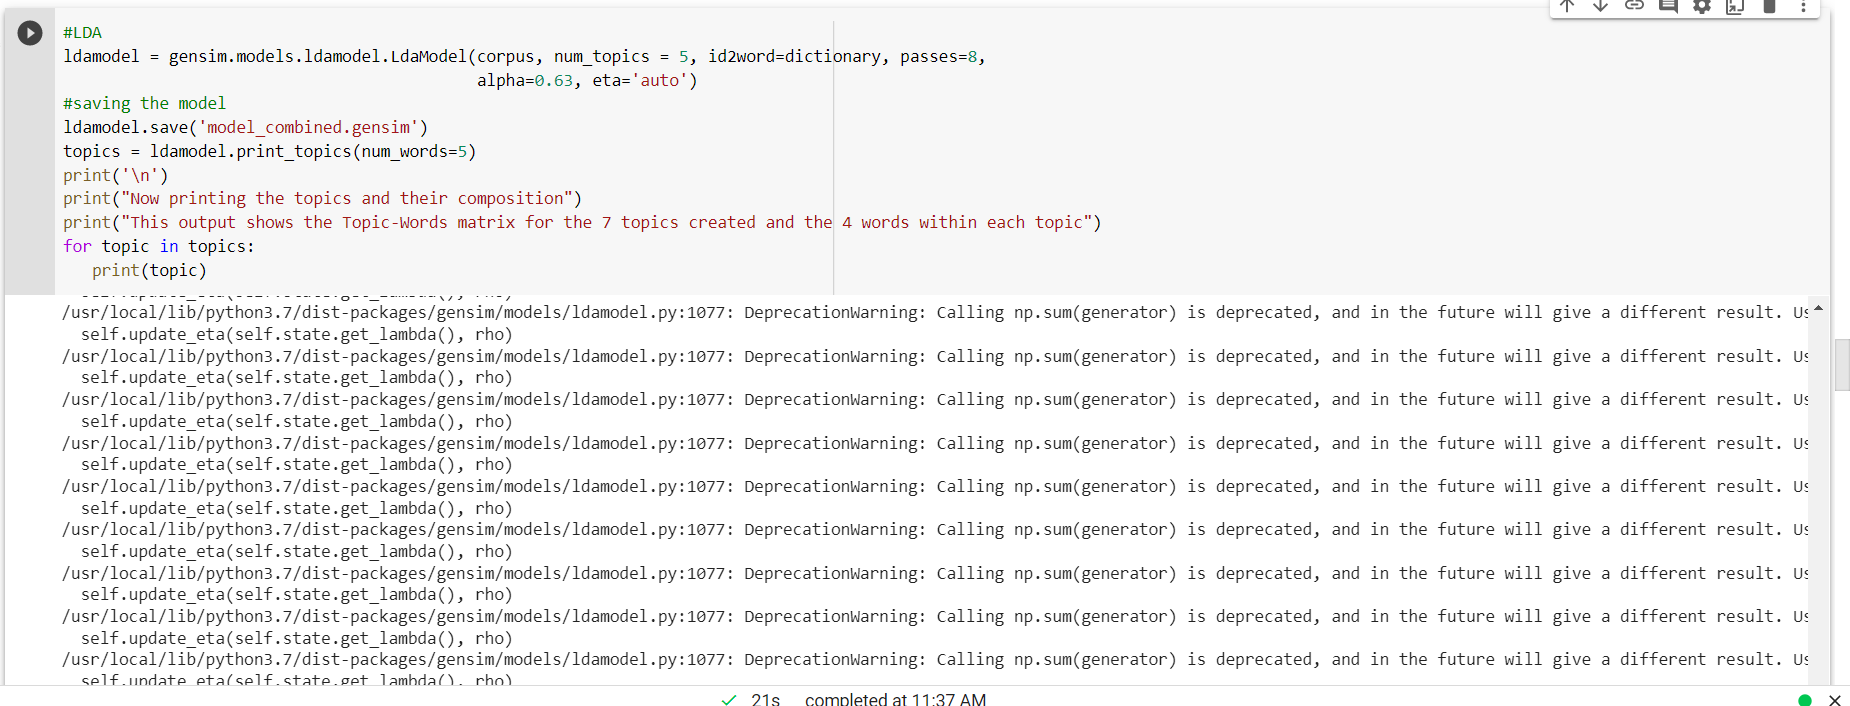 #LDA
ldamodel = gensim.models.ldamodel.LdaModel(corpus, num_topics = 5, id2word=dictionary, passes=8,
alpha=0.63, eta='auto')
#saving the model
ldamodel.save('model_combined.gensim')
topics = ldamodel.print_topics(num_words=5)
print('\n')
print("Now printing the topics and their composition")
print("This output shows the Topic-Words matrix for the 7 topics created and the 4 words within each topic")
for topic in topics:
print(topic)
self.update_eta(self.state.get_lambda(), rho)
/usr/local/lib/python3.7/dist-packages/gensim/models/ldamodel.py:1077: DeprecationWarning: Calling np.sum(generator) is deprecated, and in the future will give a different result. Us
self.update_eta(self.state.get_lambda(), rho)
/usr/local/lib/python3.7/dist-packages/gensim/models/ldamodel.py:1077: DeprecationWarning: Calling np.sum(generator) is deprecated, and in the future will give a different result. Us
self.update_eta(self.state.get_lambda(), rho)
/usr/local/lib/python3.7/dist-packages/gensim/models/ldamodel.py:1077: DeprecationWarning: Calling np.sum(generator) is deprecated, and in the future will give a different result. Us
self.update_eta(self.state.get_lambda(), rho)
/usr/local/lib/python3.7/dist-packages/gensim/models/ldamodel.py:1077: DeprecationWarning: Calling np.sum(generator) is deprecated, and in the future will give a different result. Us
self.update_eta(self.state.get_lambda(), rho)
/usr/local/lib/python3.7/dist-packages/gensim/models/ldamodel.py:1077: DeprecationWarning: Calling np.sum(generator) is deprecated, and in the future will give a different result. Us
self.update_eta(self.state.get_lambda(), rho)
/usr/local/lib/python3.7/dist-packages/gensim/models/ldamodel.py:1077: DeprecationWarning: Calling np.sum(generator) is deprecated, and in the future will give a different result. Us
self.update_eta(self.state.get_lambda(), rho)
/usr/local/lib/python3.7/dist-packages/gensim/models/ldamodel.py:1077: DeprecationWarning: Calling np.sum(generator) is deprecated, and in the future will give a different result. Us
self.update_eta(self.state.get_lambda(), rho)
/usr/local/lib/python3.7/dist-packages/gensim/models/ldamodel.py:1077: DeprecationWarning: Calling np.sum(generator) is deprecated, and in the future will give a different result. Us
self.update_eta(self.state.get_lambda(), rho)
/usr/local/lib/python3.7/dist-packages/gensim/models/ldamodel.py:1077: DeprecationWarning: Calling np.sum(generator) is deprecated, and in the future will give a different result. Us
self.update_eta(self.state.get_lambda(), rho)
21s completed at 11:37 AM